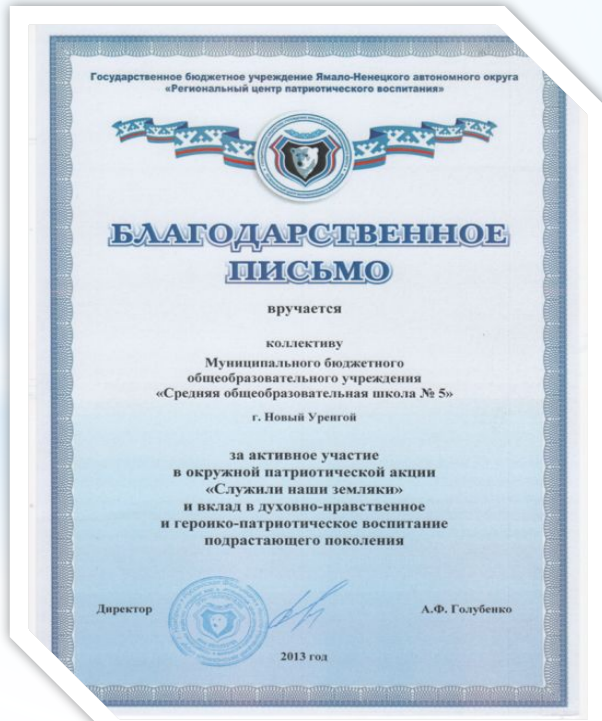 Государственное бюджетное учреждение Ямало-Ненецкого автономного округа
«Региональный центр патриотического воспитания»
БЛАГОДАРСТВЕННОЕ
ПИСЬМО
вручается
коллективу
Муниципального бюджетного
общеобразовательного учреждения
«Средняя общеобразовательная школа № 5»
г. Новый Уренгой
за активное участие
в окружной патриотической акции
«Служили наши земляки»
и вклад в духовно-нравственное
и героико-патриотическое воспитание
подрастающего поколения
Директор
А.Ф. Голубенко
2013 год